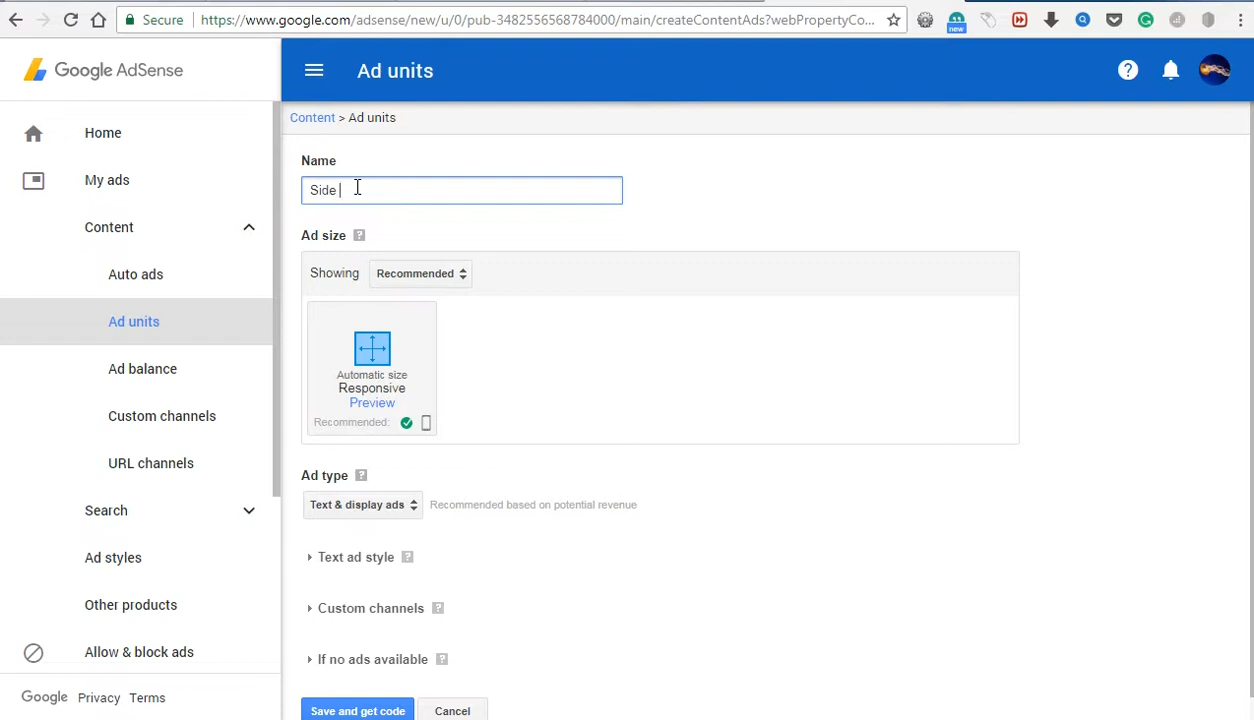 Secure https://www.google.com/adsense/new/u/0/pub-3482556568784000/main/createContentAds?webPropertyCo...
new
Google AdSense
Ad units
Home
My ads
Content
Auto ads
Ad units
Ad balance
Custom channels
URL channels
Search
Ad styles
Other products
Allow & block ads
Google Privacy Terms
Content > Ad units
Name
Side
Ad size ?
Showing Recommended
Automatic size
Responsive
Preview
Recommended:
Ad type ?
Text & display ads Recommended based on potential revenue
Text ad style ?
Custom channels ?
If no ads available ?
Save and get code Cancel